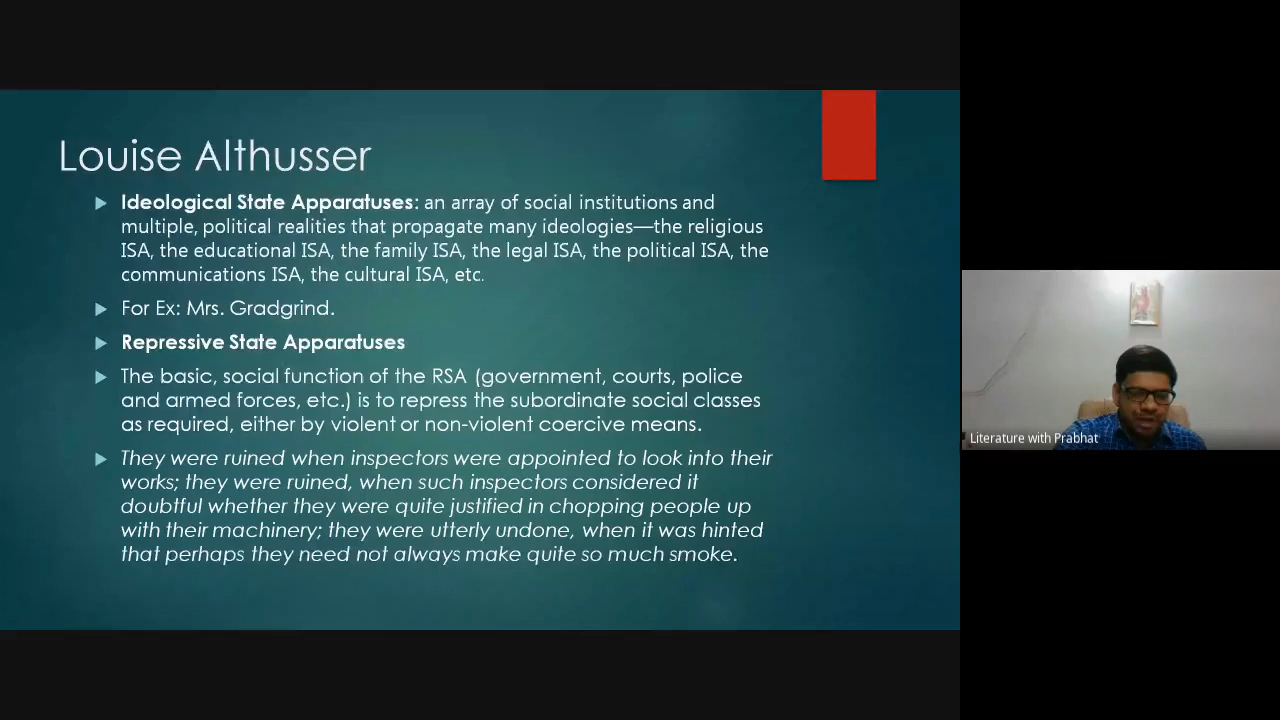 Louise Althusser
Ideological State Apparatuses: an array of social institutions and
multiple, political realities that propagate many ideologies—the religious
ISA, the educational ISA, the family ISA, the legal ISA, the political ISA, the
communications ISA, the cultural ISA, etc.
For Ex: Mrs. Gradgrind.
Repressive State Apparatuses
The basic, social function of the RSA (government, courts, police
and armed forces, etc.) is to repress the subordinate social classes
as required, either by violent or non-violent coercive means.
They were ruined when inspectors were appointed to look into their
works; they were ruined, when such inspectors considered it
doubtful whether they were quite justified in chopping people up
with their machinery; they were utterly undone, when it was hinted
that perhaps they need not always make quite so much smoke.
Literature with Prabhat